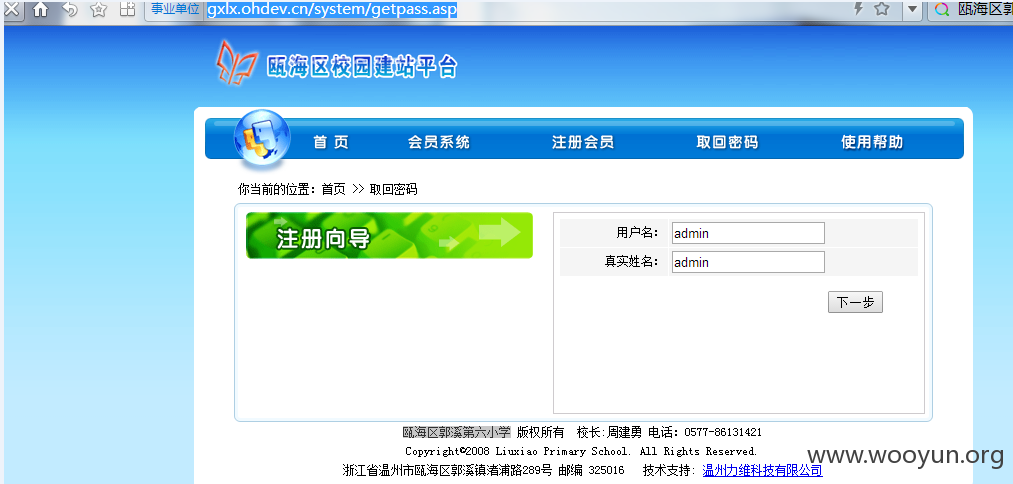 事业单位 gxlx.ohdev.cn/system/getpass.asp 瓯海区郭
瓯海区校园建站平台
首 页 会员系统 注册会员 取回密码 使用帮助
你当前的位置：首页 >> 取回密码
注册向导
用户名： admin
真实姓名： admin
下一步
瓯海区郭溪第六小学 版权所有 校长:周建勇 电话：0577-86131421
Copyright©2008 Liuxiao Primary School. All Rights Reserved.
浙江省温州市瓯海区郭溪镇渚浦路289号 邮编 325016 技术支持: 温州力维科技有限公司
www.wooyun.org